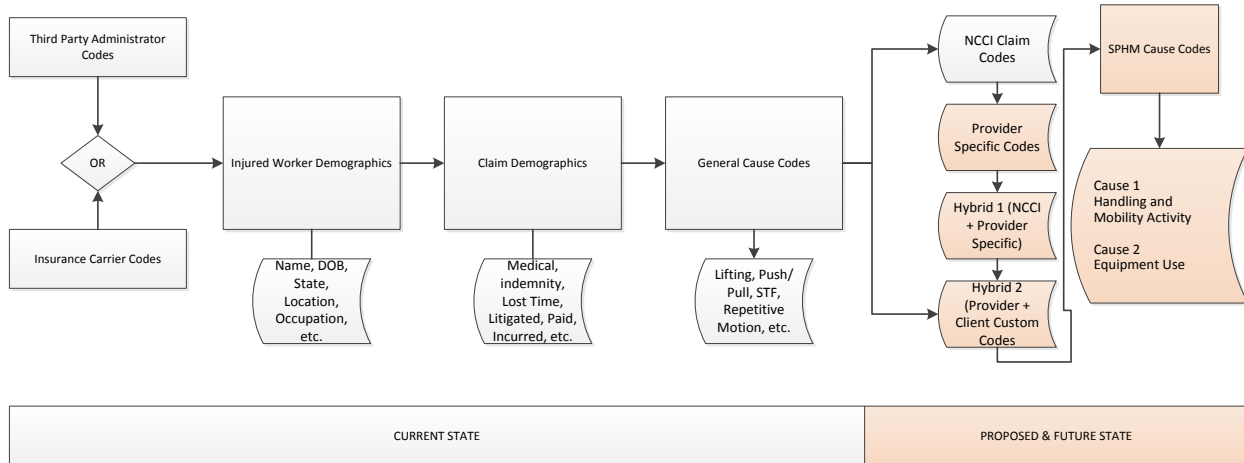 Third Party Administrator
Codes
OR
Insurance Carrier Codes
Injured Worker Demographics
Name, DOB,
State,
Location,
Occupation,
etc.
Claim Demographics
Medical,
indemnity,
Lost Time,
Litigated, Paid,
Incurred, etc.
General Cause Codes
Lifting, Push/
Pull, STF,
Repetitive
Motion, etc.
NCCI Claim
Codes
Provider
Specific Codes
Hybrid 1 (NCCI
+ Provider
Specific)
Hybrid 2
(Provider +
Client Custom
Codes
SPHM Cause Codes
Cause 1
Handling and
Mobility Activity
Cause 2
Equipment Use
CURRENT STATE
PROPOSED & FUTURE STATE